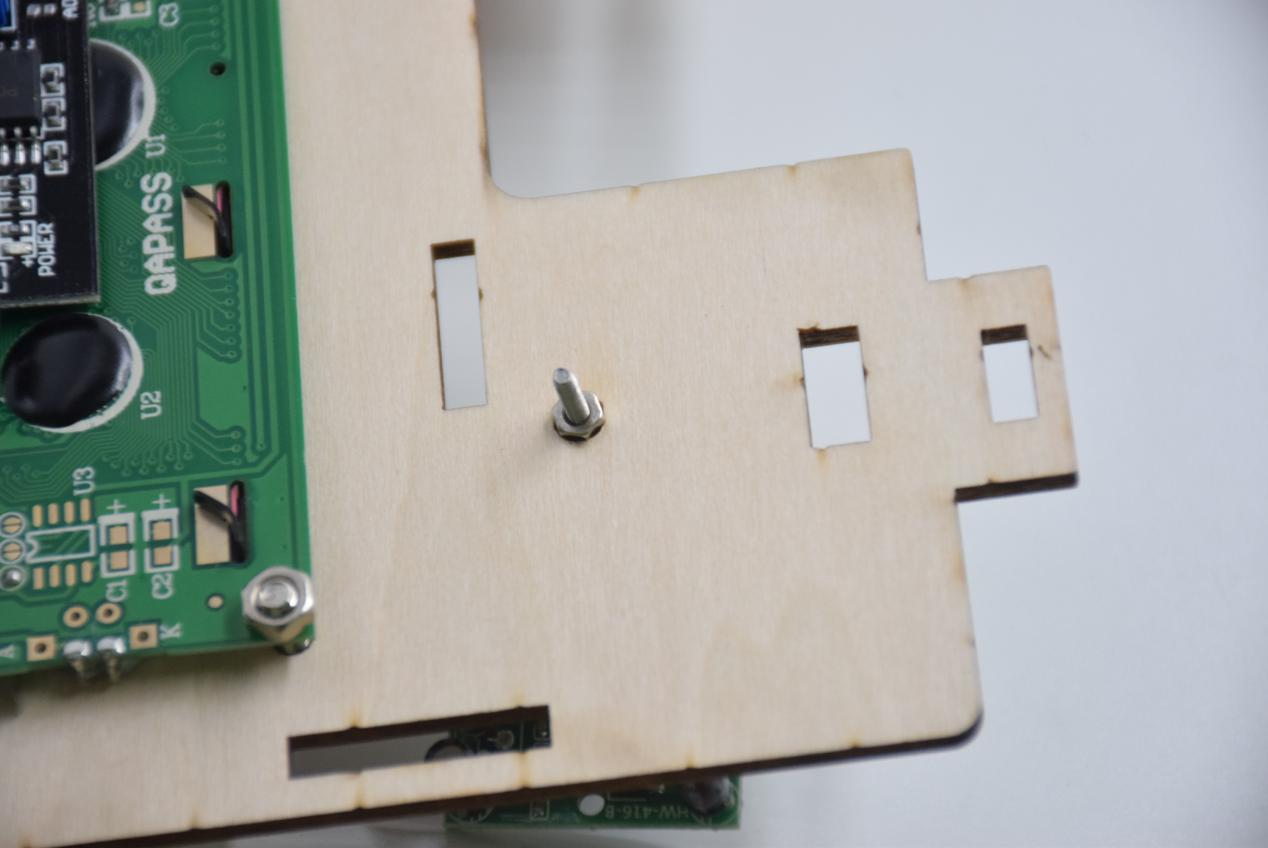 C3
U1
QAPASS
POWER
U2
U3
+
+
C1
C2
A
K
HW-416-B